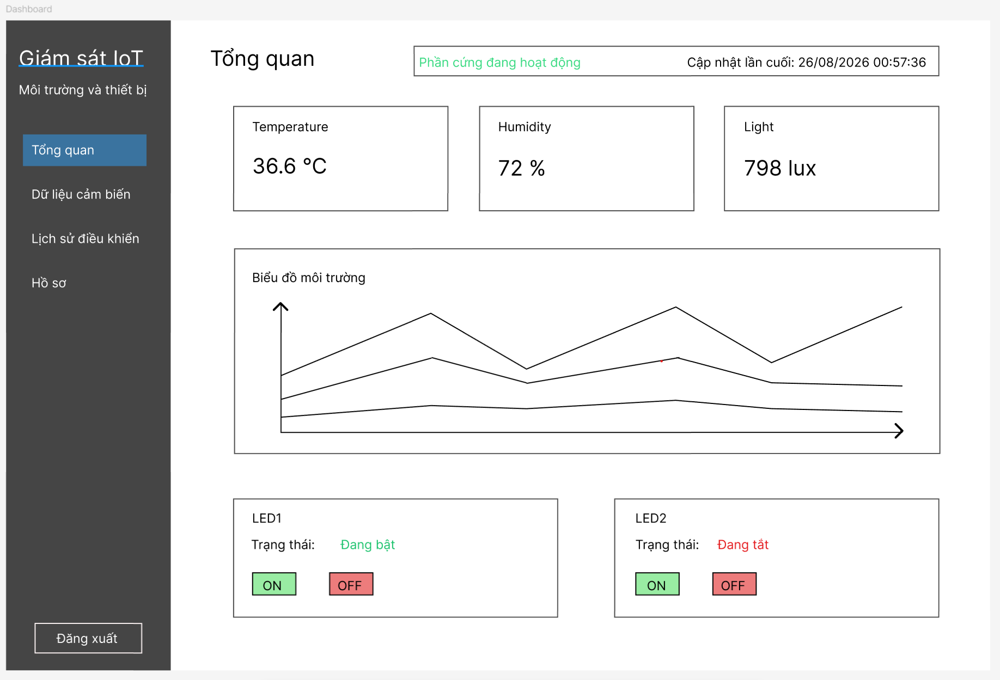 Dashboard
Giám sát IoT
Môi trường và thiết bị
Tổng quan
Dữ liệu cảm biến
Lịch sử điều khiển
Hồ sơ
Đăng xuất
Tổng quan
Phần cứng đang hoạt động
Cập nhật lần cuối: 26/08/2026 00:57:36
Temperature
36.6 °C
Humidity
72 %
Light
798 lux
Biểu đồ môi trường
LED1
Trạng thái: Đang bật
ON OFF
LED2
Trạng thái: Đang tắt
ON OFF